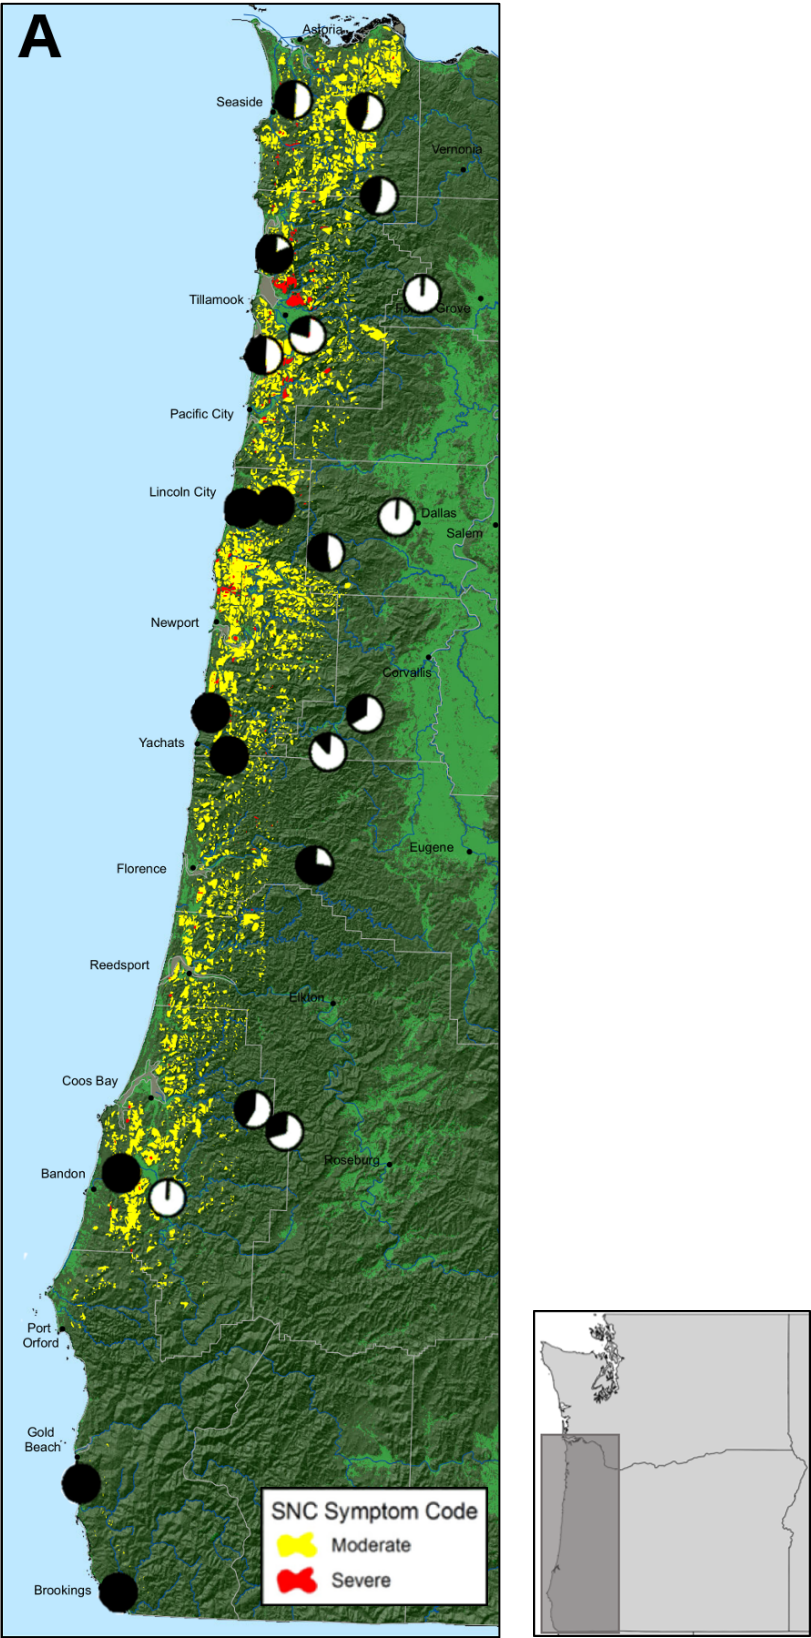 A
Astoria
Seaside
Vernonia
Tillamook
Grove
Pacific City
Lincoln City
Dallas
Salem
Newport
Corvallis
Yachats
Eugene
Florence
Reedsport
Elkton
Coos Bay
Roseburg
Bandon
Port
Orford
Gold
Beach
SNC Symptom Code
Moderate
Severe
Brookings